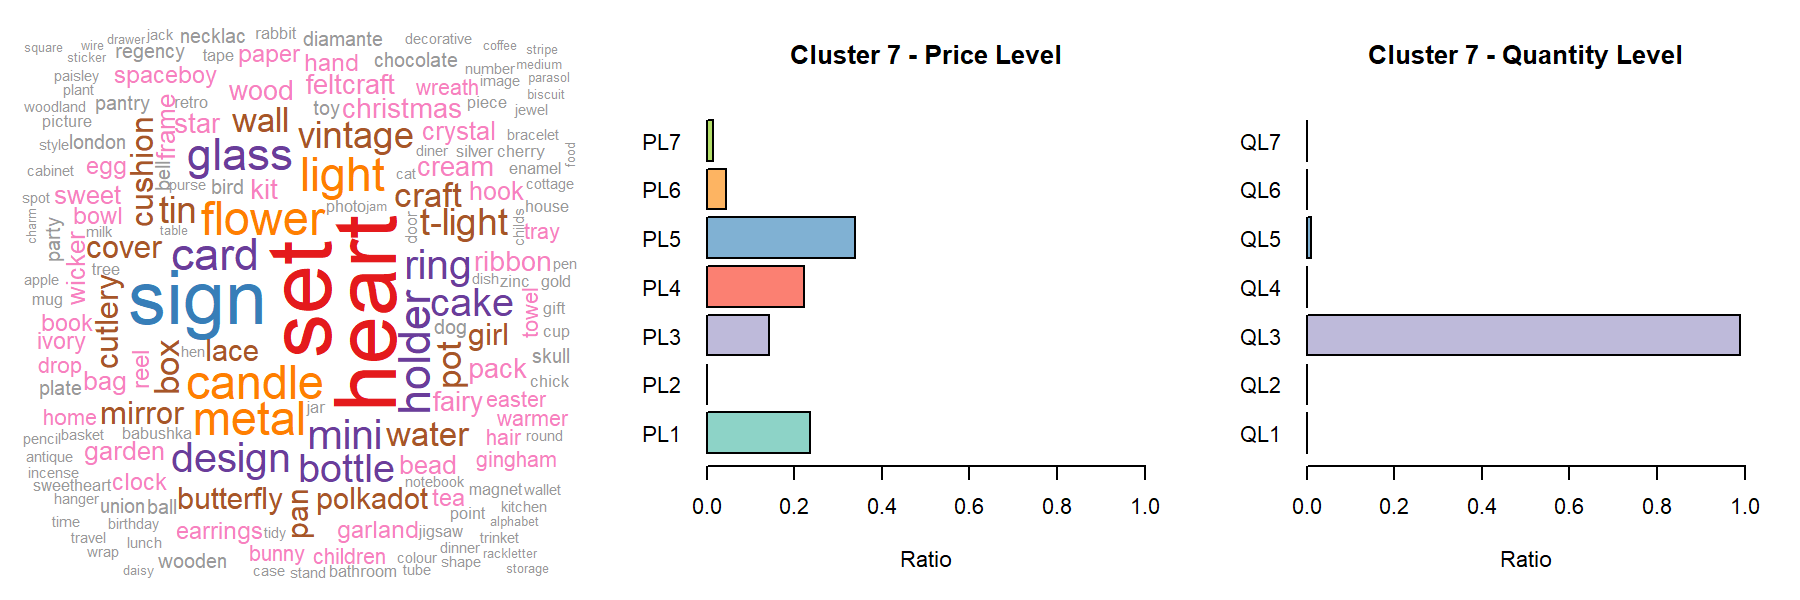 square
wire
drawer
jack
necklac
rabbit
diamante
decorative
coffee
stripe
sticker
regency
tape
paper
hand
chocolate
number
medium
paisley
spaceboy
wood
feltcraft
wreath
image
parasol
plant
biscuit
woodland
pantry
retro
toy
christmas
piece
jewel
picture
frame
star
wall
vintage
crystal
bracelet
style
london
cushion
glass
light
diner
silver
cherry
food
cabinet
egg
bell
purse
bird
kit
cat
cream
enamel
spot
sweet
tin
flower
photo
jam
craft
hook
cottage
charm
party
bowl
milk
table
door
t-light
childs
house
tray
cover
card
set
heart
ring
ribbon
pen
apple
wicker
tree
sign
dish
zinc
gold
mug
cutlery
holder
cake
towel
gift
book
dog
girl
cup
ivory
box
hen
lace
pot
skull
drop
reel
plate
bag
candle
pack
chick
home
mirror
metal
jar
fairy
easter
warmer
pencil
basket
babushka
mini
water
hair
round
antique
garden
design
bottle
bead
gingham
incense
sweetheart
clock
notebook
magnet
wallet
hanger
union
ball
butterfly
pan
polkadot
tea
kitchen
time
birthday
point
alphabet
travel
earrings
tidy
garland
jigsaw
trinket
wrap
lunch
wooden
bunny
children
colour
dinner
rackletter
daisy
case
stand
bathroom
tube
shape
storage
Cluster 7 - Price Level
PL7
PL6
PL5
PL4
PL3
PL2
PL1
0.0 0.2 0.4 0.6 0.8 1.0
Ratio
Cluster 7 - Quantity Level
QL7
QL6
QL5
QL4
QL3
QL2
QL1
0.0 0.2 0.4 0.6 0.8 1.0
Ratio